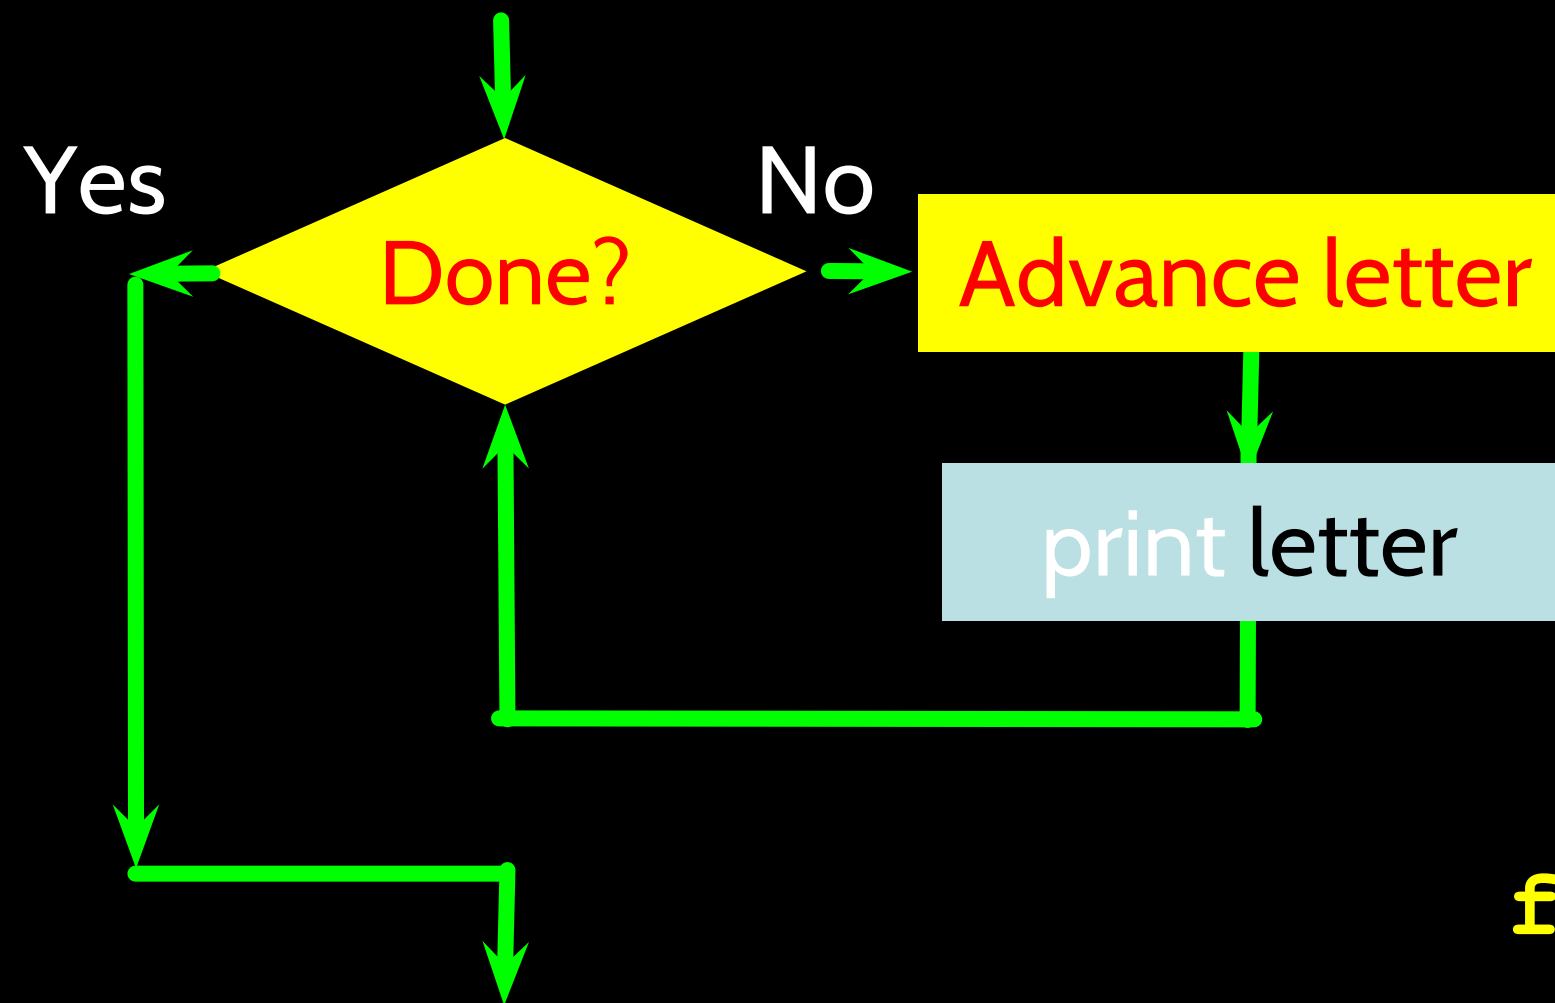 Yes
No
Done?
Advance letter
print letter
f